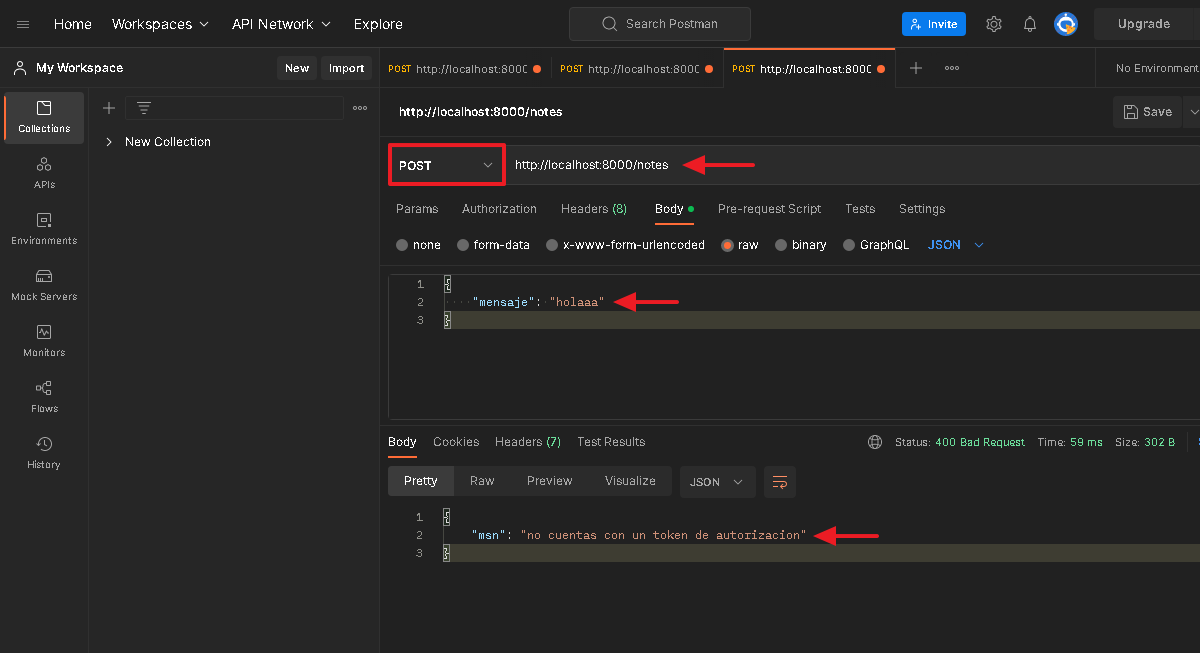 Home Workspaces API Network Explore Search Postman Invite Upgrade
My Workspace New Import
POST http://localhost:8000 POST http://localhost:8000 POST http://localhost:8000 No Environment
Collections
APIs
Environments
Mock Servers
Monitors
Flows
History
New Collection
http://localhost:8000/notes Save
POST http://localhost:8000/notes
Params Authorization Headers (8) Body Pre-request Script Tests Settings
none form-data x-www-form-urlencoded raw binary GraphQL JSON
1 {
2 "mensaje": "holaaa"
3 }
Body Cookies Headers (7) Test Results Status: 400 Bad Request Time: 59 ms Size: 302 B
Pretty Raw Preview Visualize JSON
1 {
2 "msn": "no cuentas con un token de autorizacion"
3 }